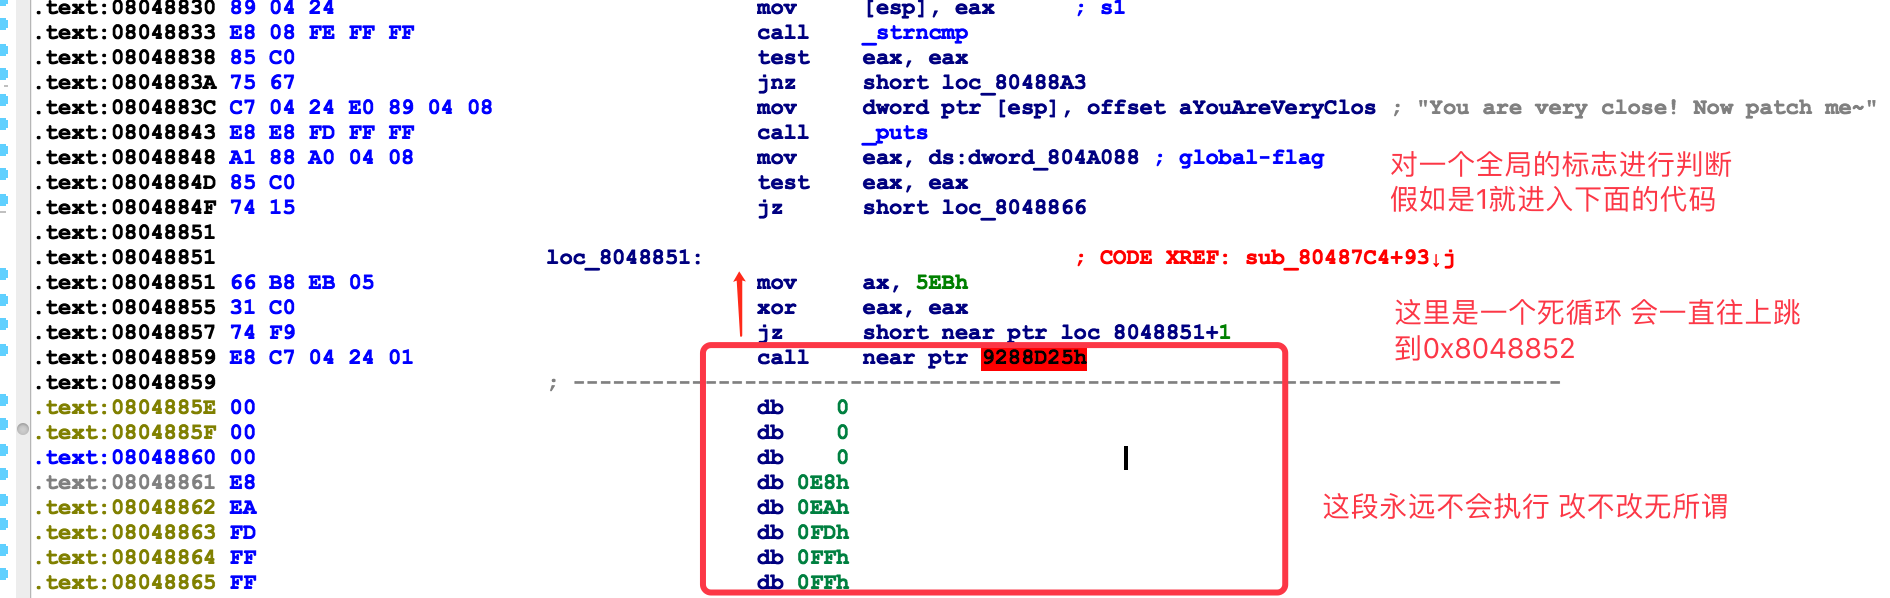 .text:08048830 89 04 24 mov [esp], eax ; s1
.text:08048833 E8 08 FE FF FF call _strncmp
.text:08048838 85 C0 test eax, eax
.text:0804883A 75 67 jnz short loc_80488A3
.text:0804883C C7 04 24 E0 89 04 08 mov dword ptr [esp], offset aYouAreVeryClos ; "You are very close! Now patch me~"
.text:08048843 E8 E8 FD FF FF call _puts
.text:08048848 A1 88 A0 04 08 mov eax, ds:dword_804A088 ; global-flag
对一个全局的标志进行判断
.text:0804884D 85 C0 test eax, eax
假如是1就进入下面的代码
.text:0804884F 74 15 jz short loc_8048866
.text:08048851
.text:08048851 loc_8048851: ; CODE XREF: sub_80487C4+93↓j
.text:08048851 66 B8 EB 05 mov ax, 5EBh
.text:08048855 31 C0 xor eax, eax
这里是一个死循环 会一直往上跳
.text:08048857 74 F9 jz short near ptr loc_8048851+1
到0x8048852
.text:08048859 E8 C7 04 24 01 call near ptr 9288D25h
.text:08048859 ; ---------------------------------------------------------------------------
.text:0804885E 00 db 0
.text:0804885F 00 db 0
.text:08048860 00 db 0
.text:08048861 E8 db 0E8h
.text:08048862 EA db 0EAh
这段永远不会执行 改不改无所谓
.text:08048863 FD db 0FDh
.text:08048864 FF db 0FFh
.text:08048865 FF db 0FFh